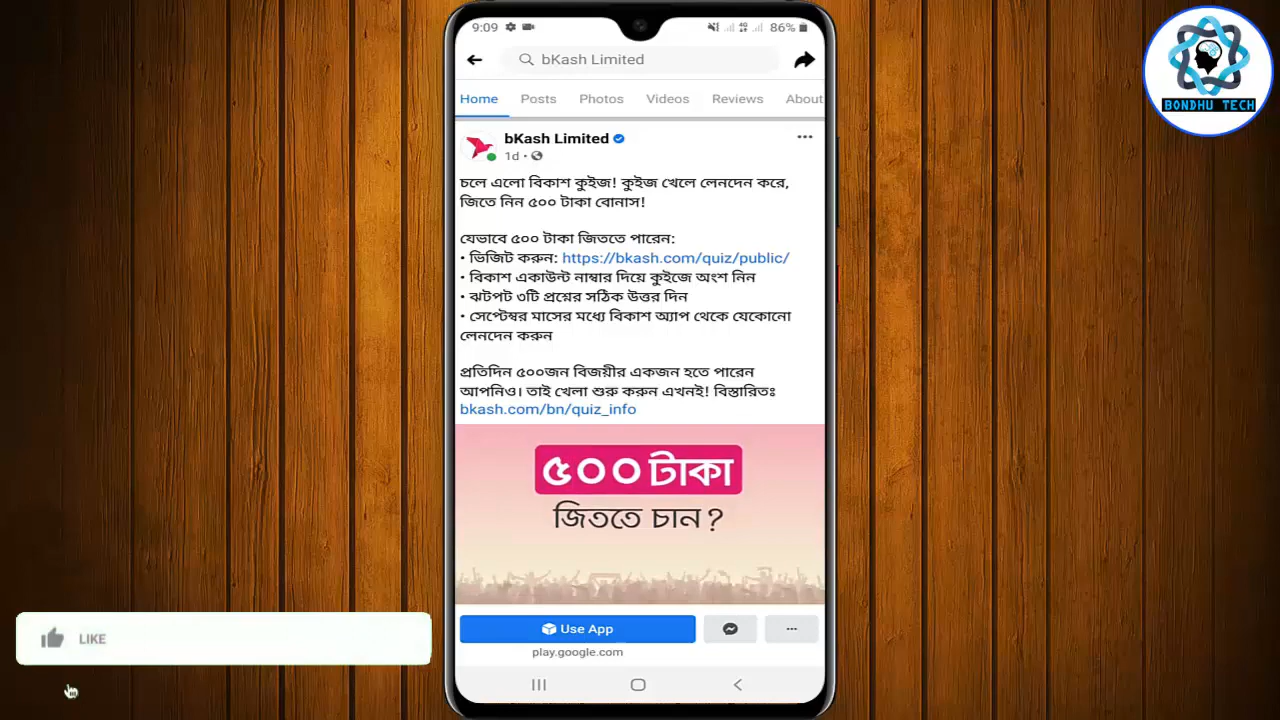 9:09
86%
bKash Limited
Home Posts Photos Videos Reviews About
bKash Limited
1d
চলে এলো বিকাশ কুইজ! কুইজ খেলে লেনদেন করে,
জিতে নিন ৫০০ টাকা বোনাস!
যেভাবে ৫০০ টাকা জিততে পারেন:
• ভিজিট করুন: https://bkash.com/quiz/public/
• বিকাশ একাউন্ট নাম্বার দিয়ে কুইজে অংশ নিন
• ঝটপট ৩টি প্রশ্নের সঠিক উত্তর দিন
• সেপ্টেম্বর মাসের মধ্যে বিকাশ অ্যাপ থেকে যেকোনো
লেনদেন করুন
প্রতিদিন ৫০০জন বিজয়ীর একজন হতে পারেন
আপনিও। তাই খেলা শুরু করুন এখনই! বিস্তারিতঃ
bkash.com/bn/quiz_info
৫০০ টাকা
জিততে চান?
Use App
play.google.com
LIKE
BONDHU TECH